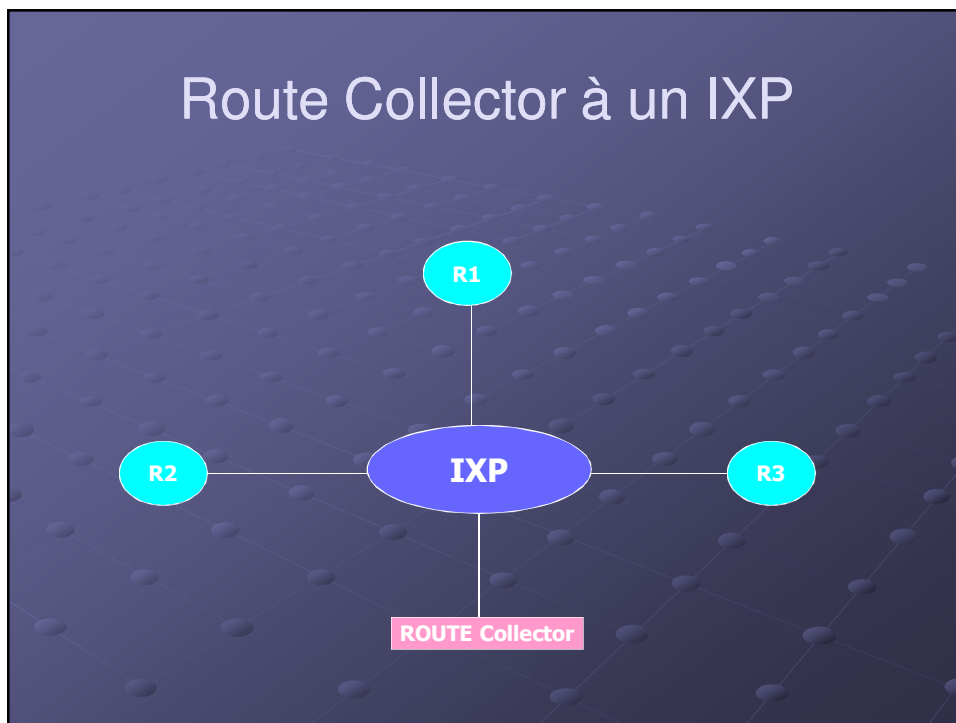 Route Collector à un IXP
R1
R2
IXP
R3
ROUTE Collector